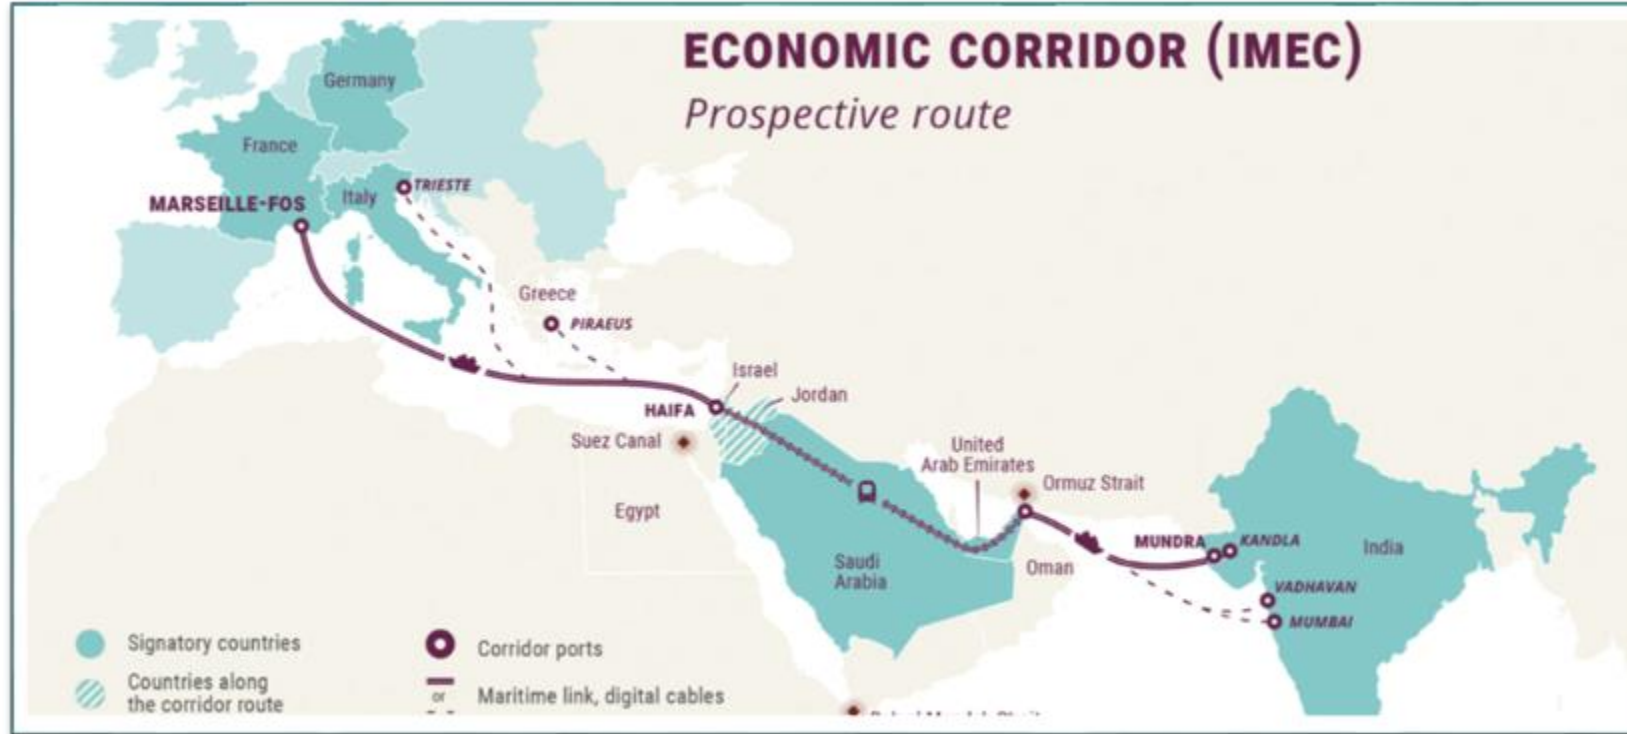 ECONOMIC CORRIDOR (IMEC)
Prospective route
Germany
France
MARSEILLE-FOS
Italy
TRIESTE
Greece
PIRAEUS
Israel
Jordan
HAIFA
Suez Canal
Egypt
United
Arab Emirates
Ormuz Strait
Saudi
Arabia
Oman
MUNDRA
KANDLA
India
VADHAVAN
MUMBAI
Signatory countries
Countries along
the corridor route
Corridor ports
or
Maritime link, digital cables